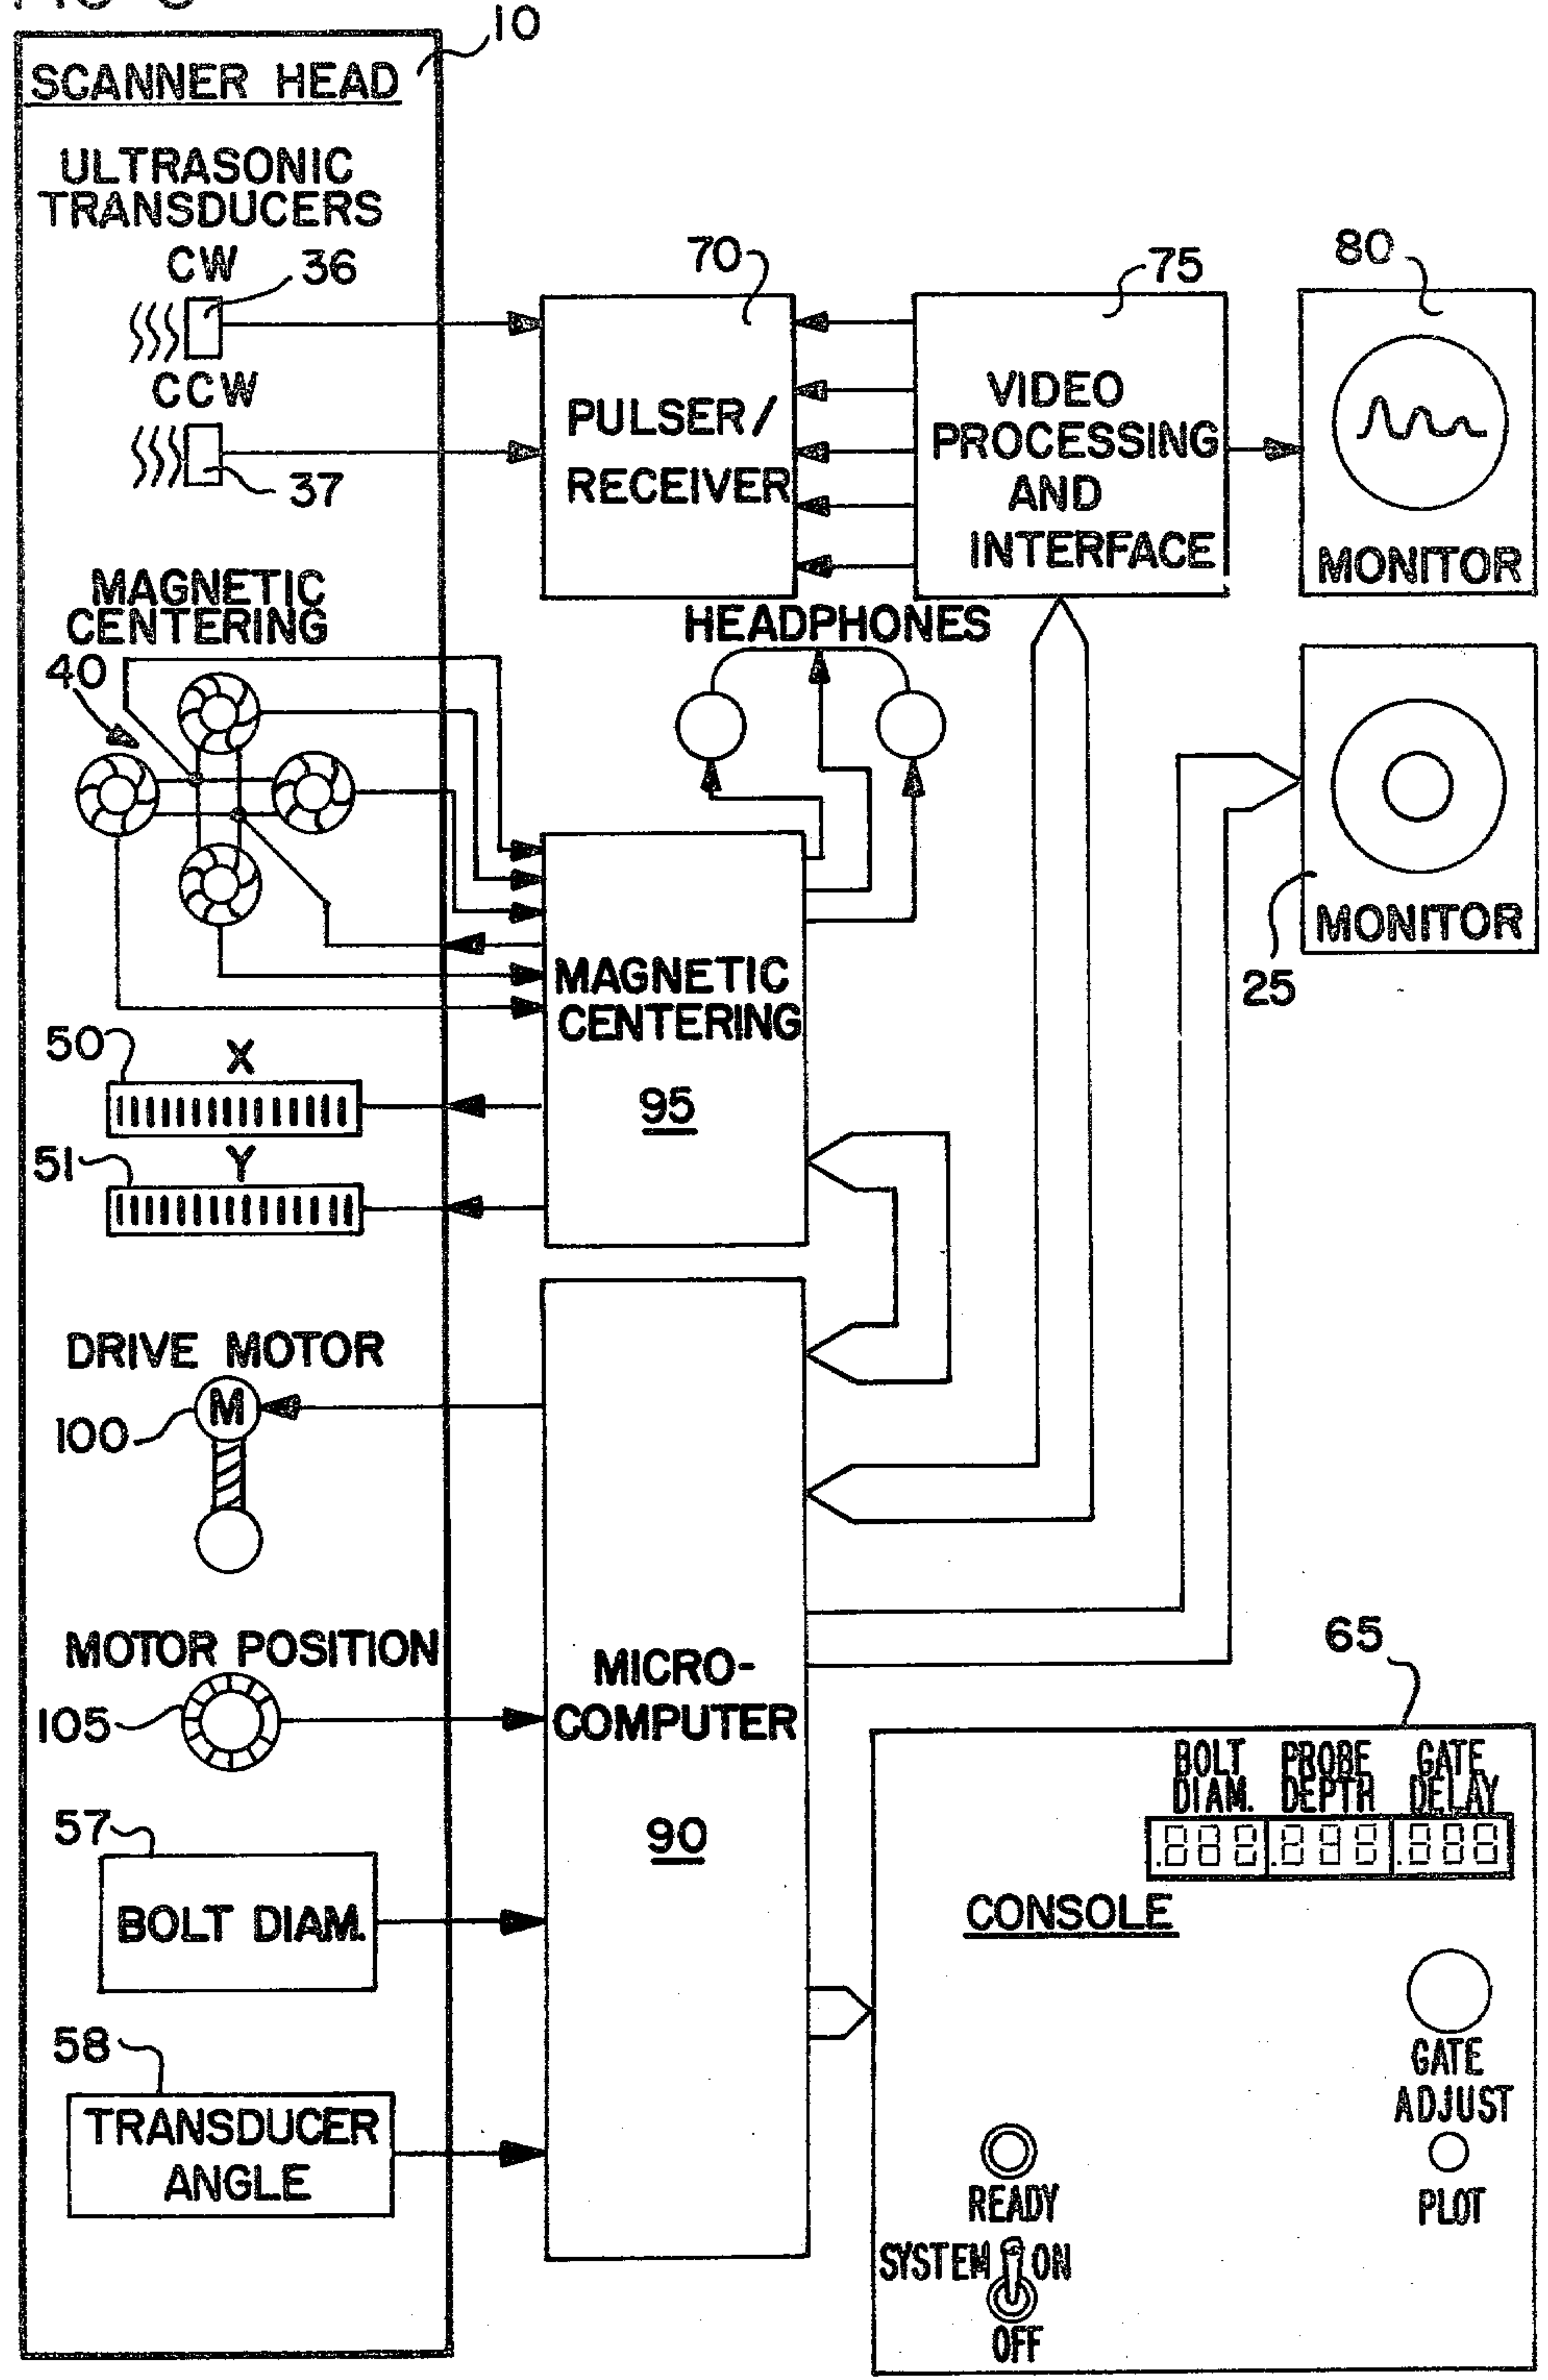 10
SCANNER HEAD
ULTRASONIC
TRANSDUCERS
CW
36
CCW
37
70
PULSER/
RECEIVER
75
VIDEO
PROCESSING
AND
INTERFACE
80
MONITOR
MAGNETIC
CENTERING
40
HEADPHONES
MONITOR
25
MAGNETIC
CENTERING
95
50
X
51
Y
DRIVE MOTOR
M
100
MOTOR POSITION
105
MICRO-
COMPUTER
90
57
BOLT DIAM.
58
TRANSDUCER
ANGLE
65
BOLT
DIAM.
PROBE
DEPTH
GATE
DELAY
CONSOLE
GATE
ADJUST
PLOT
READY
SYSTEM ON
OFF